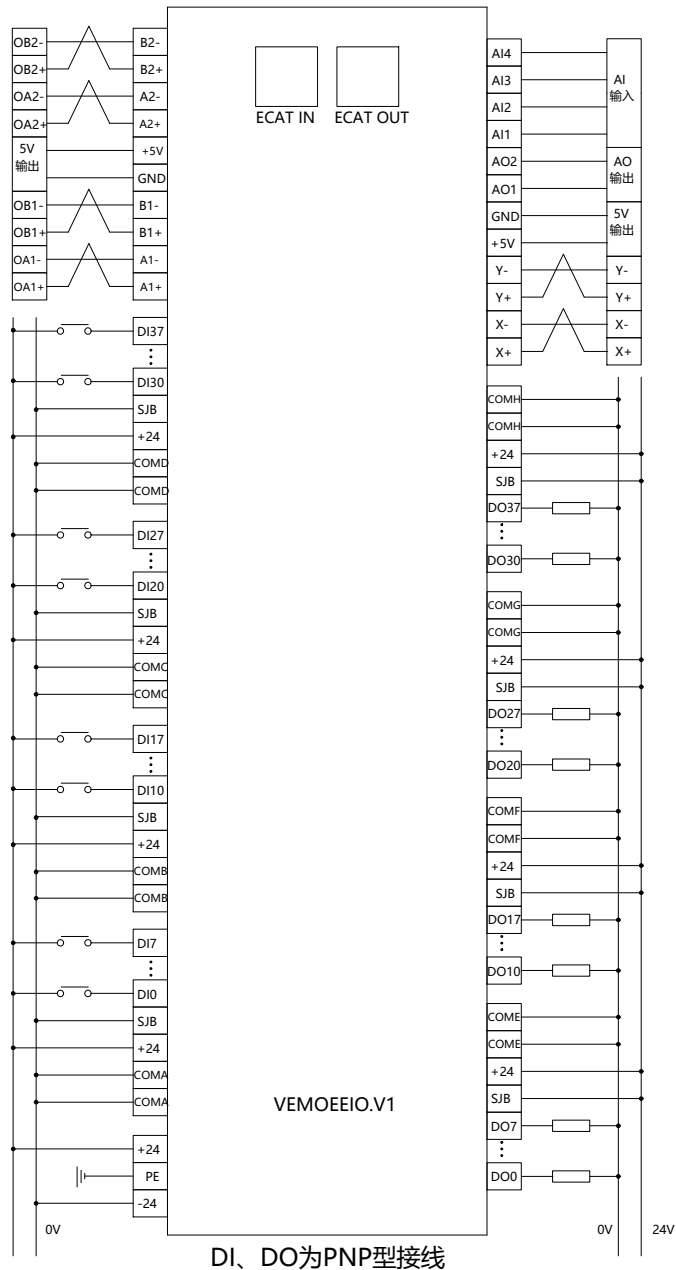 OB2-
OB2+
OA2-
OA2+
5V
输出
OB1-
OB1+
OA1-
OA1+
B2-
B2+
A2-
A2+
+5V
GND
B1-
B1+
A1-
A1+
DI37
DI30
SJB
+24
COMD
COMD
DI27
DI20
SJB
+24
COMC
COMC
DI17
DI10
SJB
+24
COMB
COMB
DI7
DI0
SJB
+24
COMA
COMA
+24
PE
-24
0V
ECAT IN ECAT OUT
VEMOEEIO.V1
AI4
AI3
AI2
AI1
AO2
AO1
GND
+5V
Y-
Y+
X-
X+
AI
输入
AO
输出
5V
输出
Y-
Y+
X-
X+
COMH
COMH
+24
SJB
DO37
DO30
COMG
COMG
+24
SJB
DO27
DO20
COMF
COMF
+24
SJB
DO17
DO10
COME
COME
+24
SJB
DO7
DO0
0V 24V
DI、DO为PNP型接线